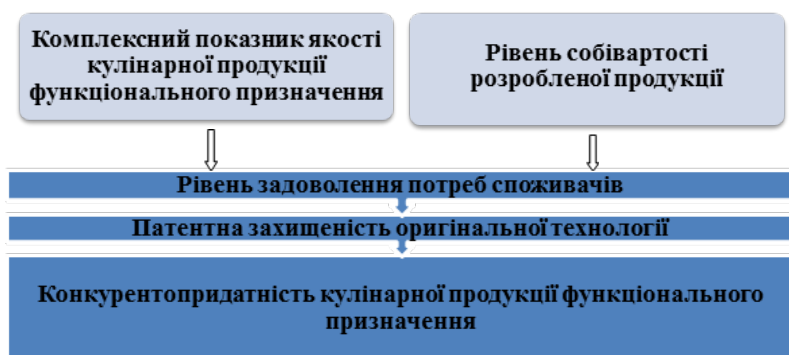 Комплексний показник якості
кулінарної продукції
функціонального призначення
Рівень собівартості
розробленої продукції
Рівень задоволення потреб споживачів
Патентна захищеність оригінальної технології
Конкурентопридатність кулінарної продукції функціонального
призначення